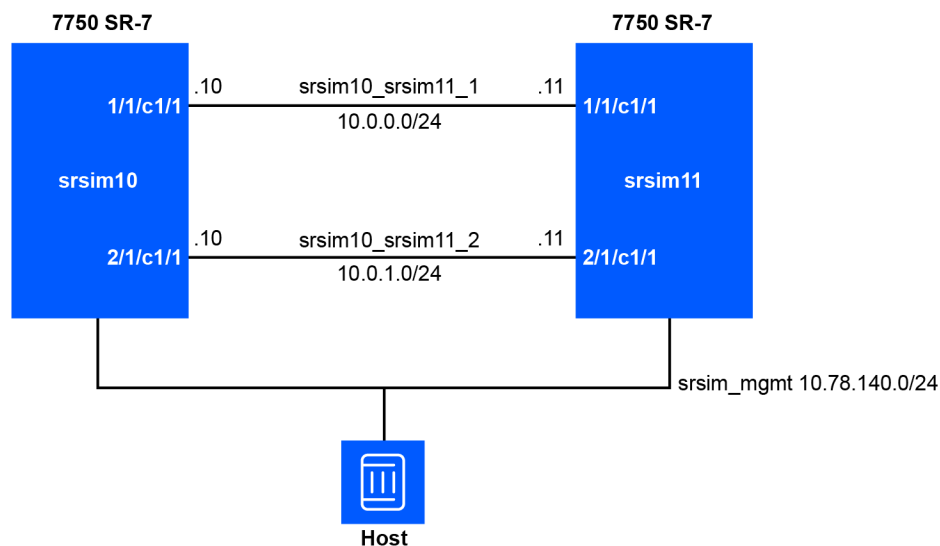 7750 SR-7
7750 SR-7
.10
srsim10_srsim11_1
.11
1/1/c1/1
10.0.0.0/24
1/1/c1/1
srsim10
srsim11
.10
srsim10_srsim11_2
.11
2/1/c1/1
10.0.1.0/24
2/1/c1/1
srsim_mgmt 10.78.140.0/24
Host